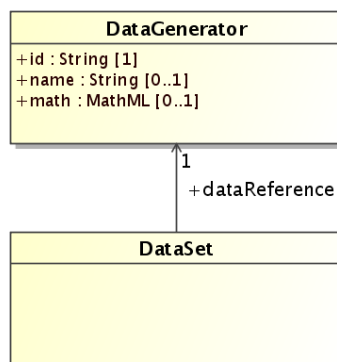 DataGenerator
+id : String [1]
+name : String [0..1]
+math : MathML [0..1]
1
+dataReference
DataSet